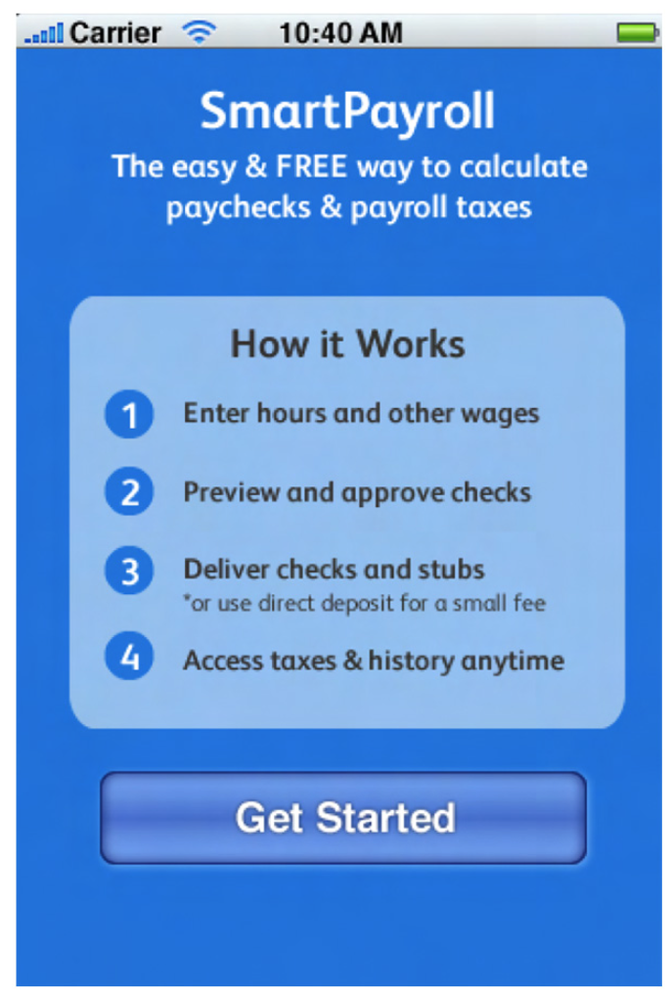 Carrier 10:40 AM
SmartPayroll
The easy & FREE way to calculate
paychecks & payroll taxes
How it Works
1 Enter hours and other wages
2 Preview and approve checks
3 Deliver checks and stubs
*or use direct deposit for a small fee
4 Access taxes & history anytime
Get Started